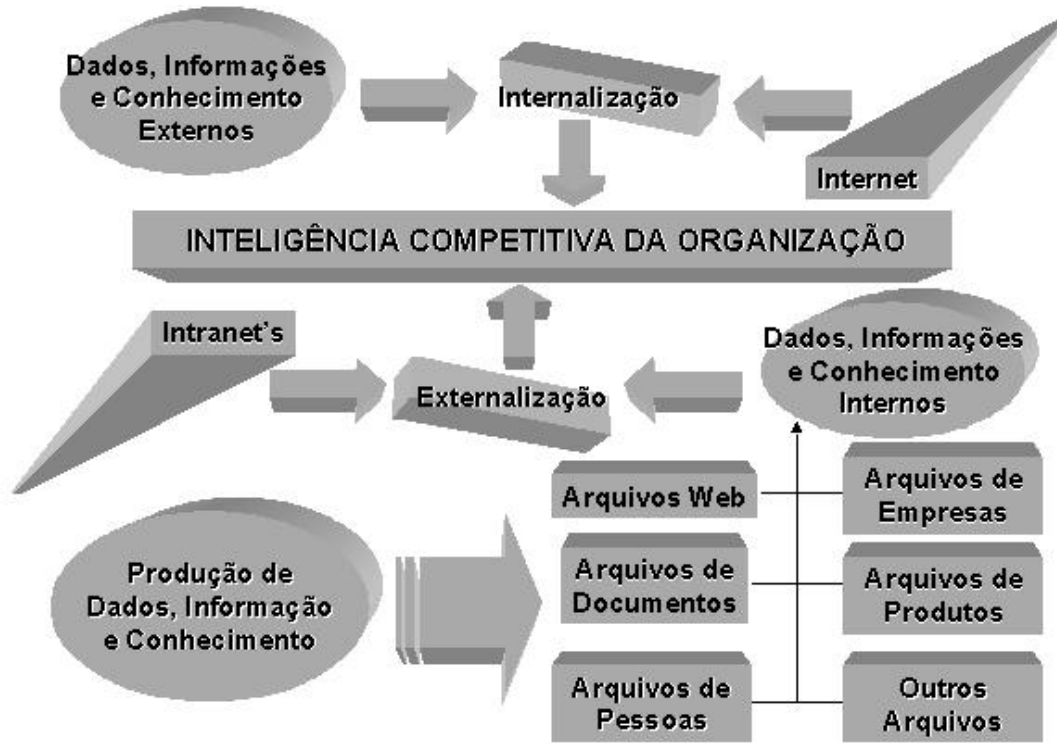 Dados, Informações
e Conhecimento
Externos
Internalização
Internet
INTELIGÊNCIA COMPETITIVA DA ORGANIZAÇÃO
Intranet's
Externalização
Dados, Informações
e Conhecimento
Internos
Produção de
Dados, Informação
e Conhecimento
Arquivos Web
Arquivos de
Empresas
Arquivos de
Documentos
Arquivos de
Produtos
Arquivos de
Pessoas
Outros
Arquivos